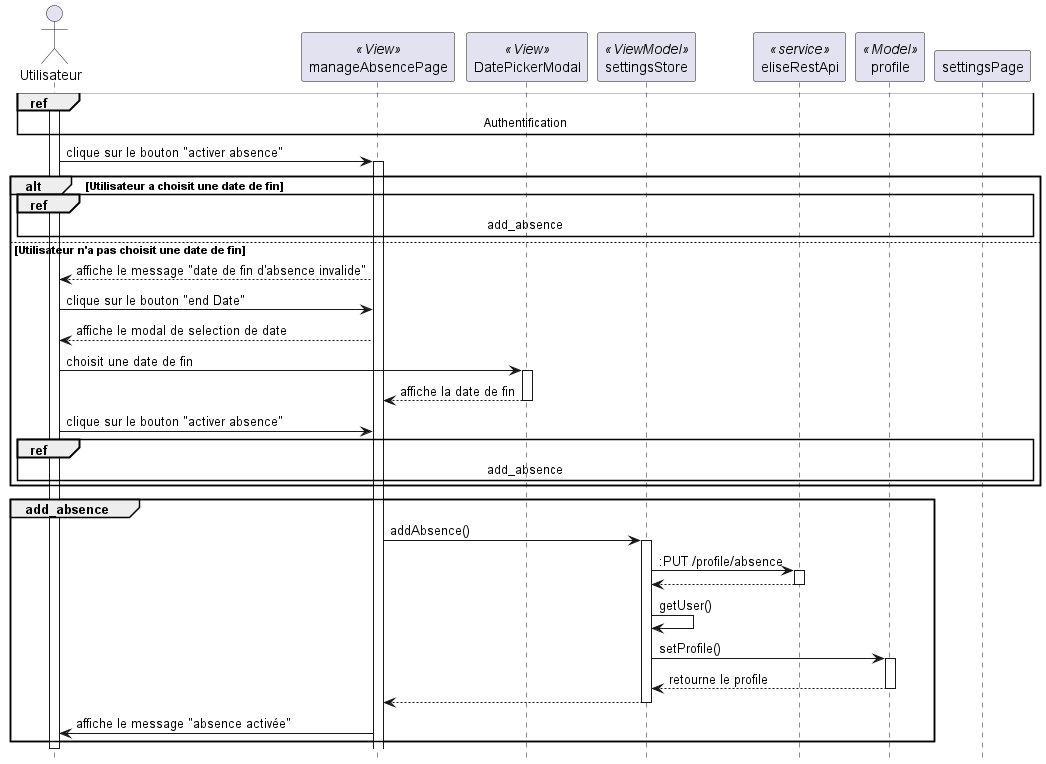 Utilisateur
«View»
manageAbsencePage
«View»
DatePickerModal
«ViewModel»
settingsStore
«service»
eliseRestApi
«Model»
profile
settingsPage
ref
Authentification
clique sur le bouton "activer absence"
alt [Utilisateur a choisit une date de fin]
ref
add_absence
[Utilisateur n'a pas choisit une date de fin]
affiche le message "date de fin d'absence invalide"
clique sur le bouton "end Date"
affiche le modal de selection de date
choisit une date de fin
affiche la date de fin
clique sur le bouton "activer absence"
ref
add_absence
add_absence
addAbsence()
:PUT /profile/absence
getUser()
setProfile()
retourne le profile
affiche le message "absence activée"